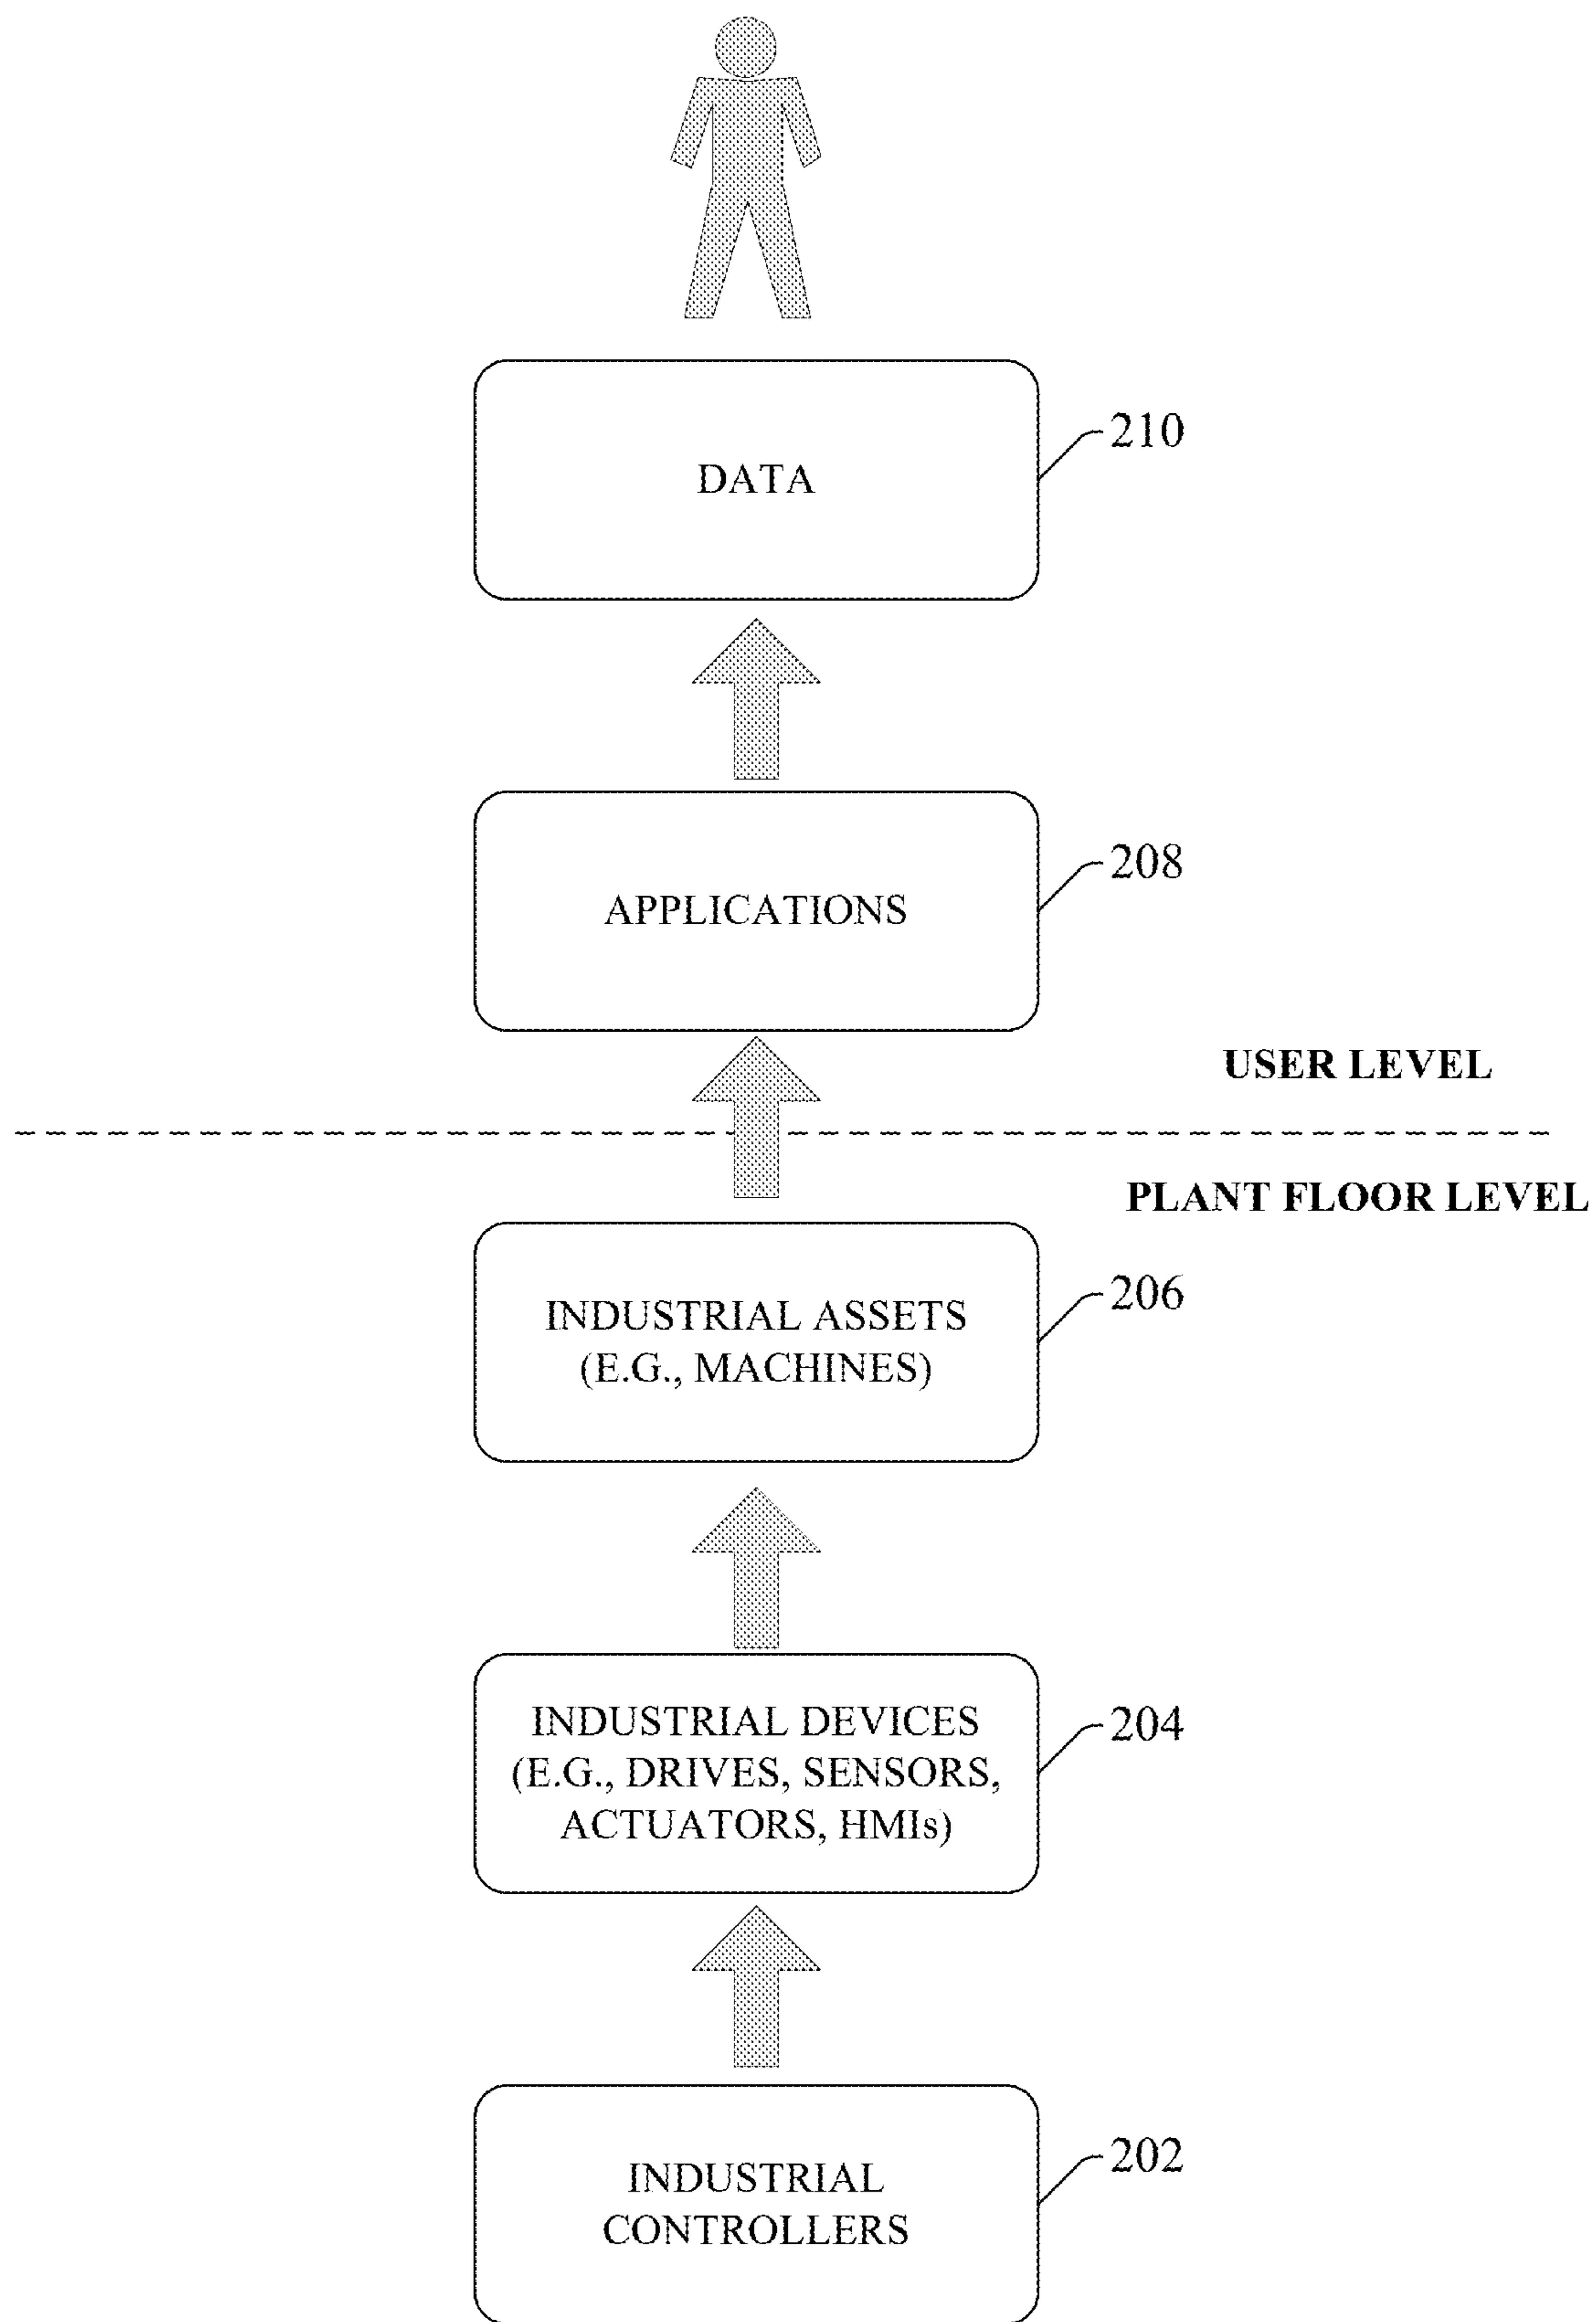 DATA
210
APPLICATIONS
208
USER LEVEL
PLANT FLOOR LEVEL
INDUSTRIAL ASSETS
(E.G., MACHINES)
206
INDUSTRIAL DEVICES
(E.G., DRIVES, SENSORS,
ACTUATORS, HMIs)
204
INDUSTRIAL
CONTROLLERS
202